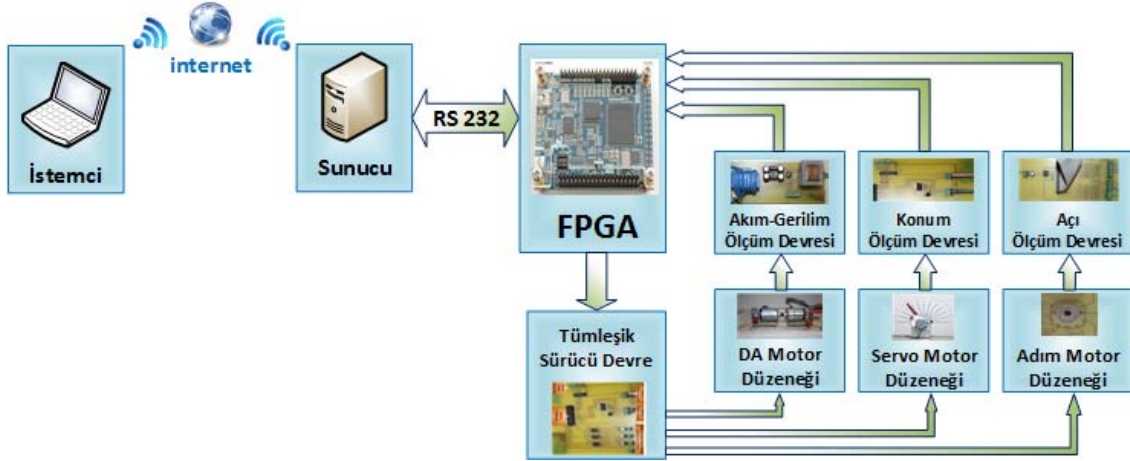 internet
İstemci
Sunucu
RS 232
FPGA
Akım-Gerilim
Ölçüm Devresi
Konum
Ölçüm Devresi
Açı
Ölçüm Devresi
Tümleşik
Sürücü Devre
DA Motor
Düzeneği
Servo Motor
Düzeneği
Adım Motor
Düzeneği